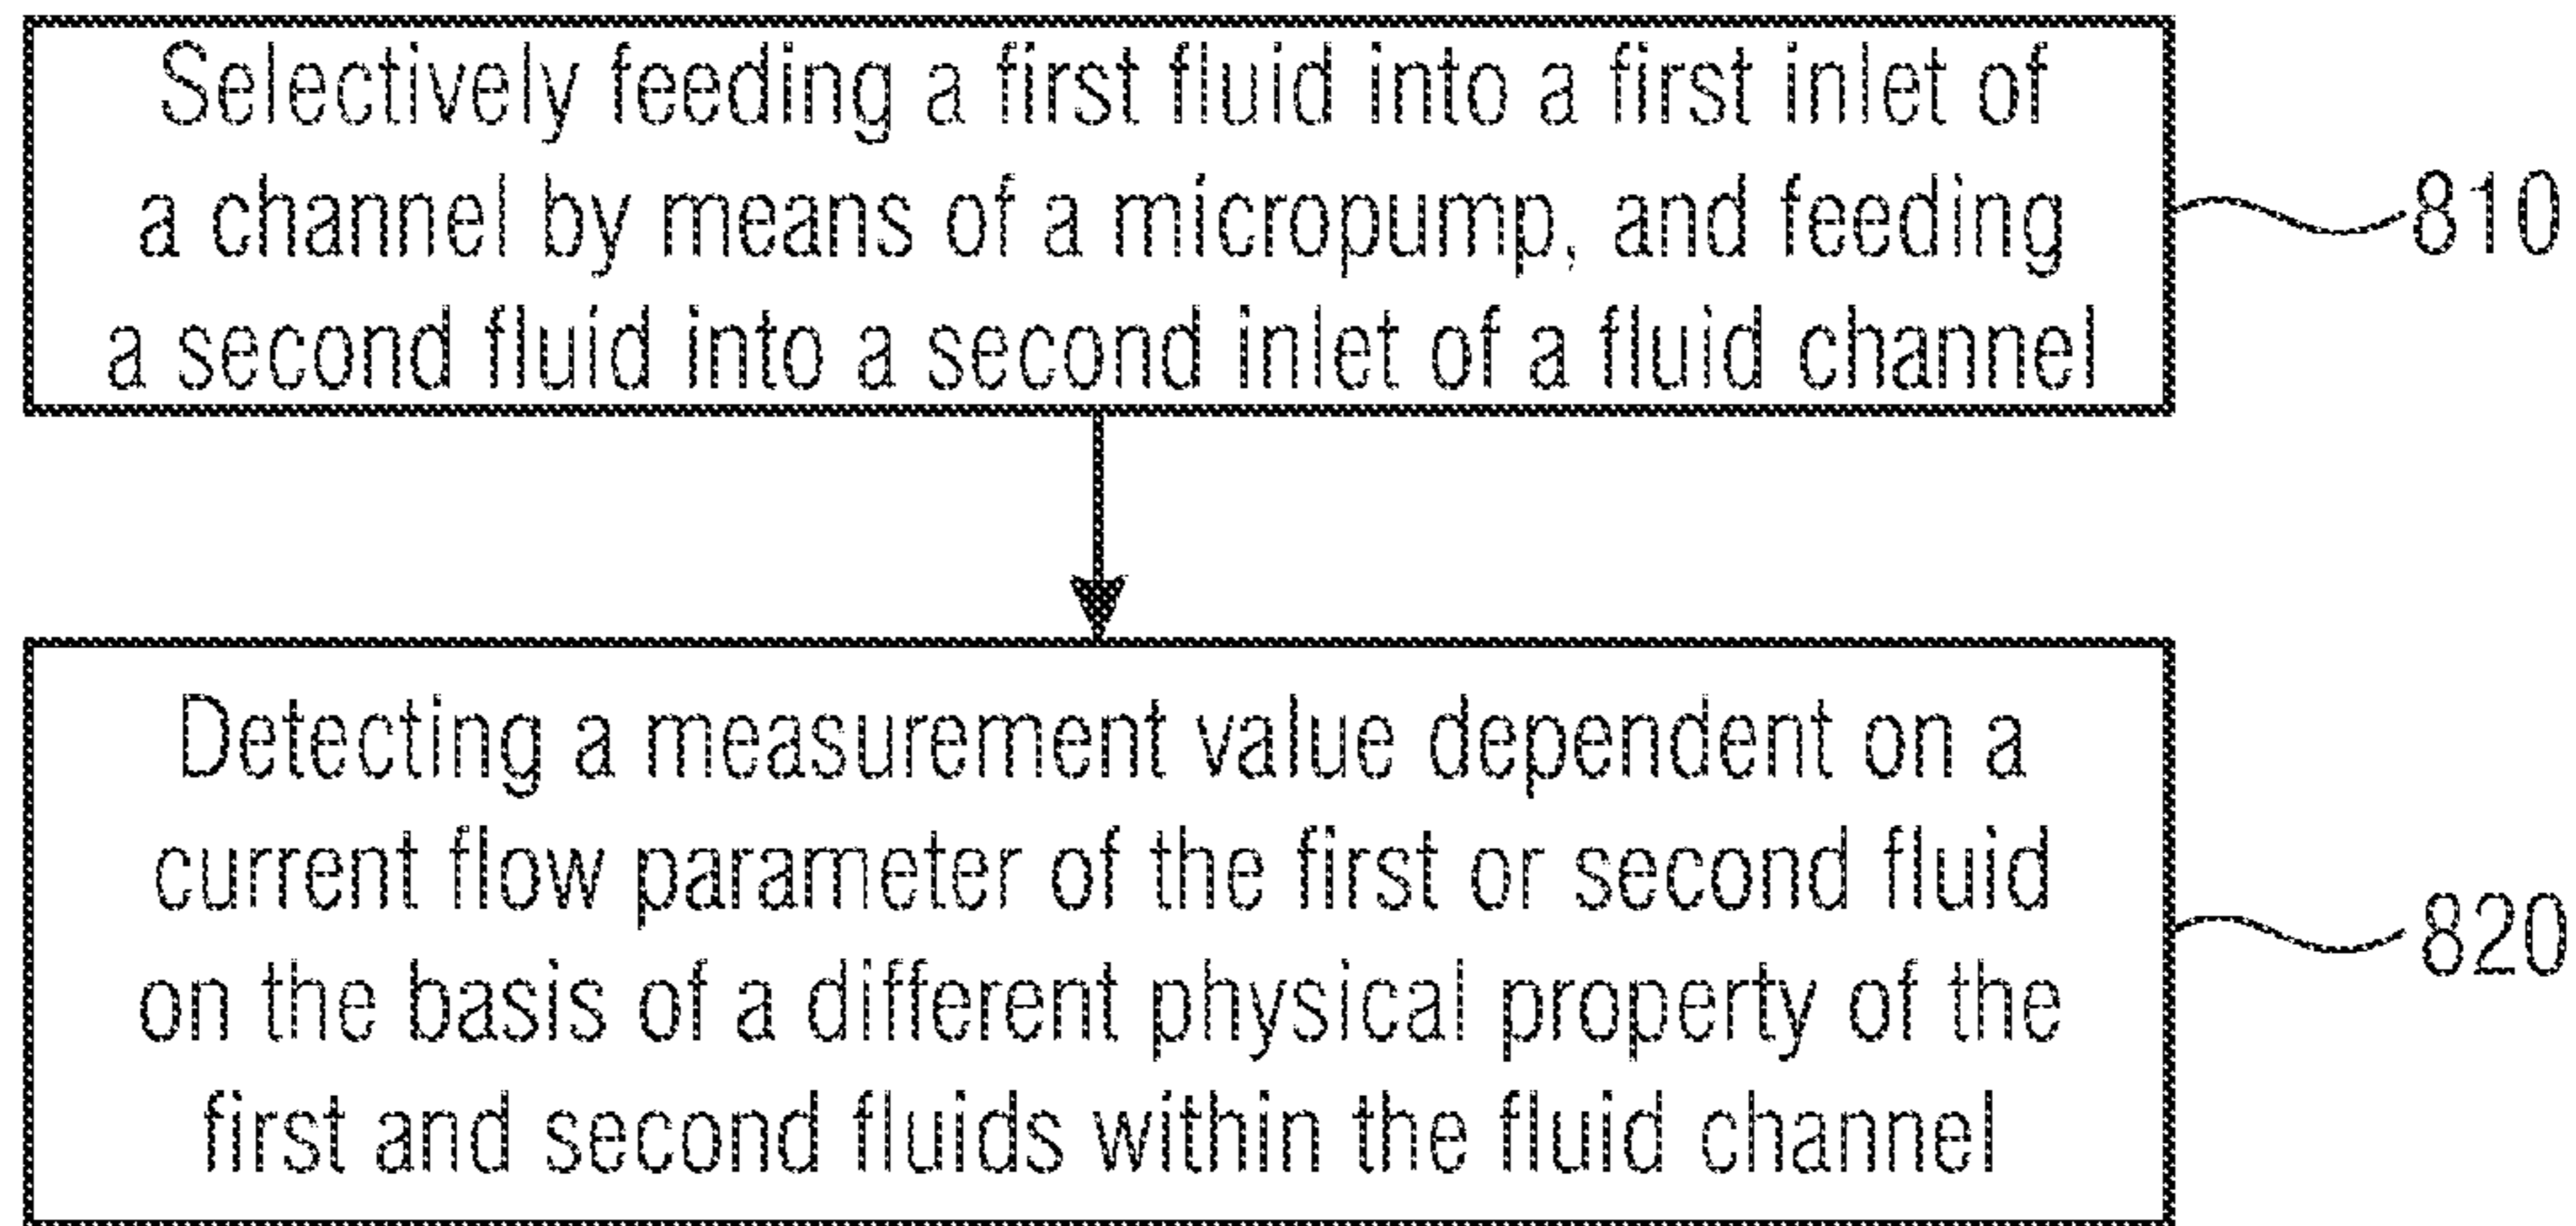 Selectively feeding a first fluid into a first inlet of
a channel by means of a micropump, and feeding
a second fluid into a second inlet of a fluid channel
810
Detecting a measurement value dependent on a
current flow parameter of the first or second fluid
on the basis of a different physical property of the
first and second fluids within the fluid channel
820